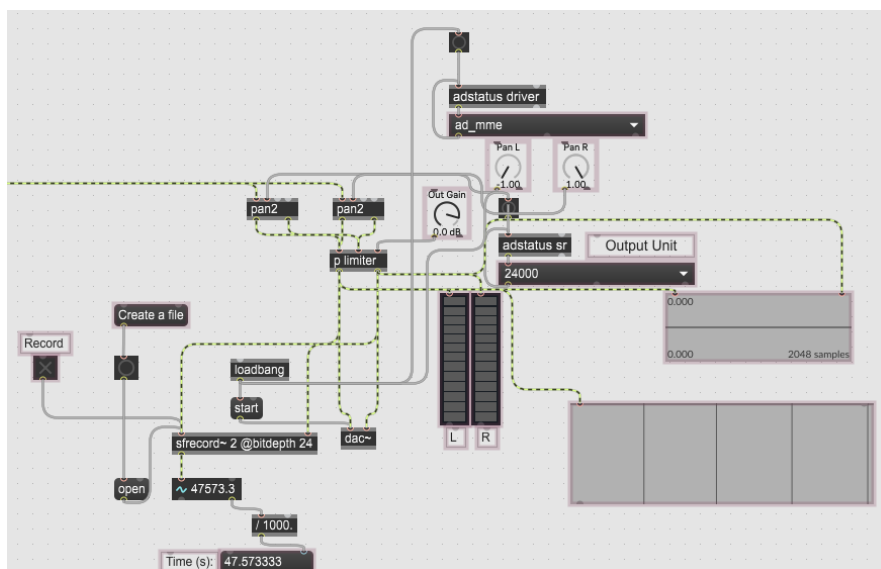 adstatus driver
ad_mme
Pan L
-1.00
Pan R
1.00
Out Gain
0.0 dB
pan2
pan2
adstatus sr
Output Unit
p limiter
24000
0.000
0.000
2048 samples
Create a file
Record
loadbang
start
sfrecord~ 2 @bitdepth 24
dac~
L
R
open
47573.3
/ 1000.
Time (s):
47.573333